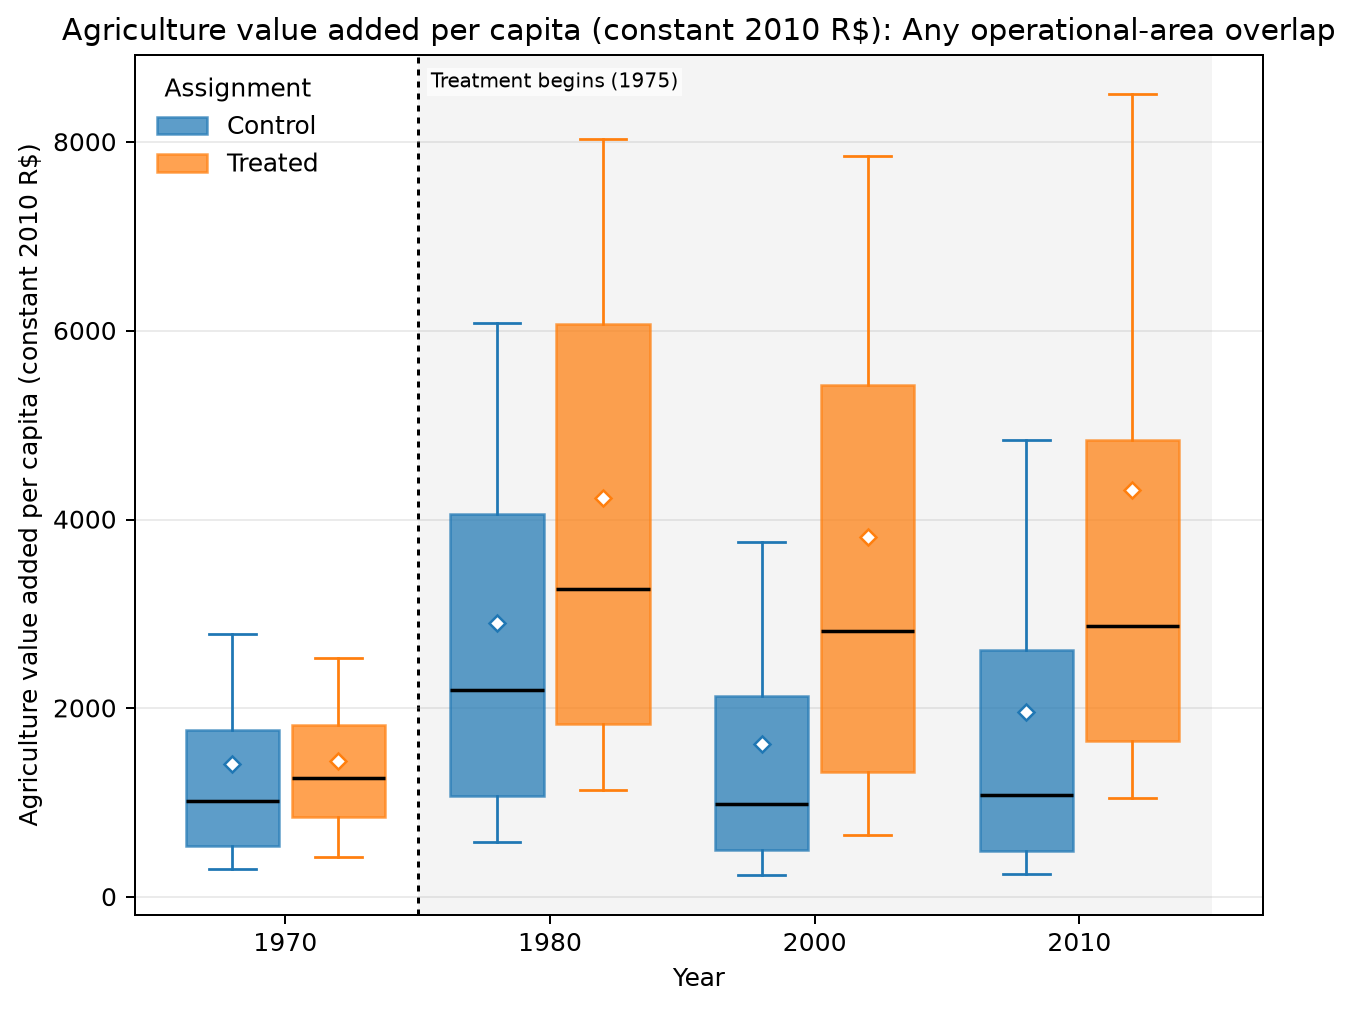 Agriculture value added per capita (constant 2010 R$): Any operational-area overlap
Treatment begins (1975)
Assignment
Control
Treated
Agriculture value added per capita (constant 2010 R$)
8000
6000
4000
2000
0
1970
1980
2000
2010
Year